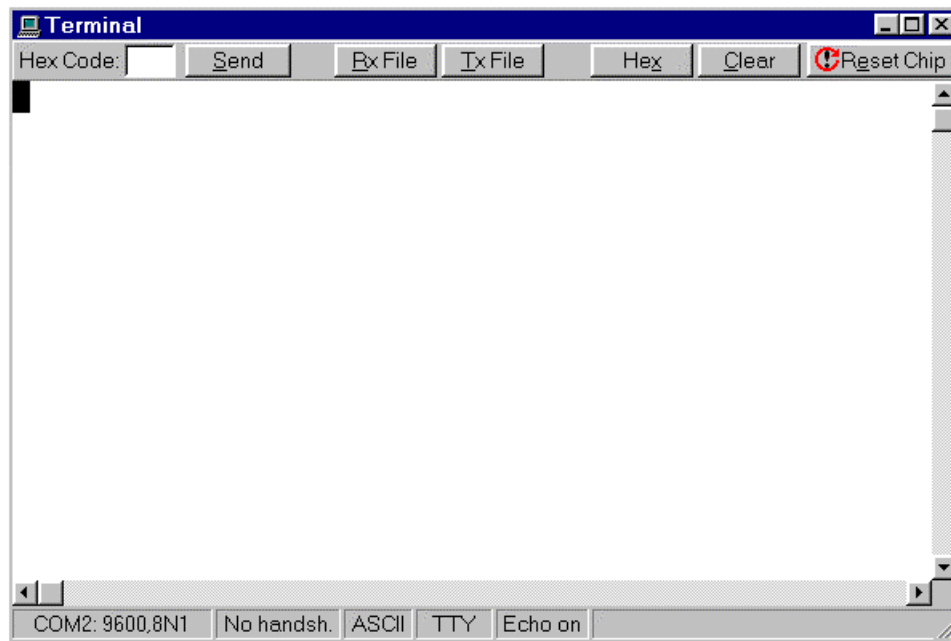 Terminal
Hex Code: Send Rx File Tx File Hex Clear Reset Chip
COM2: 9600,8N1 No handsh. ASCII TTY Echo on